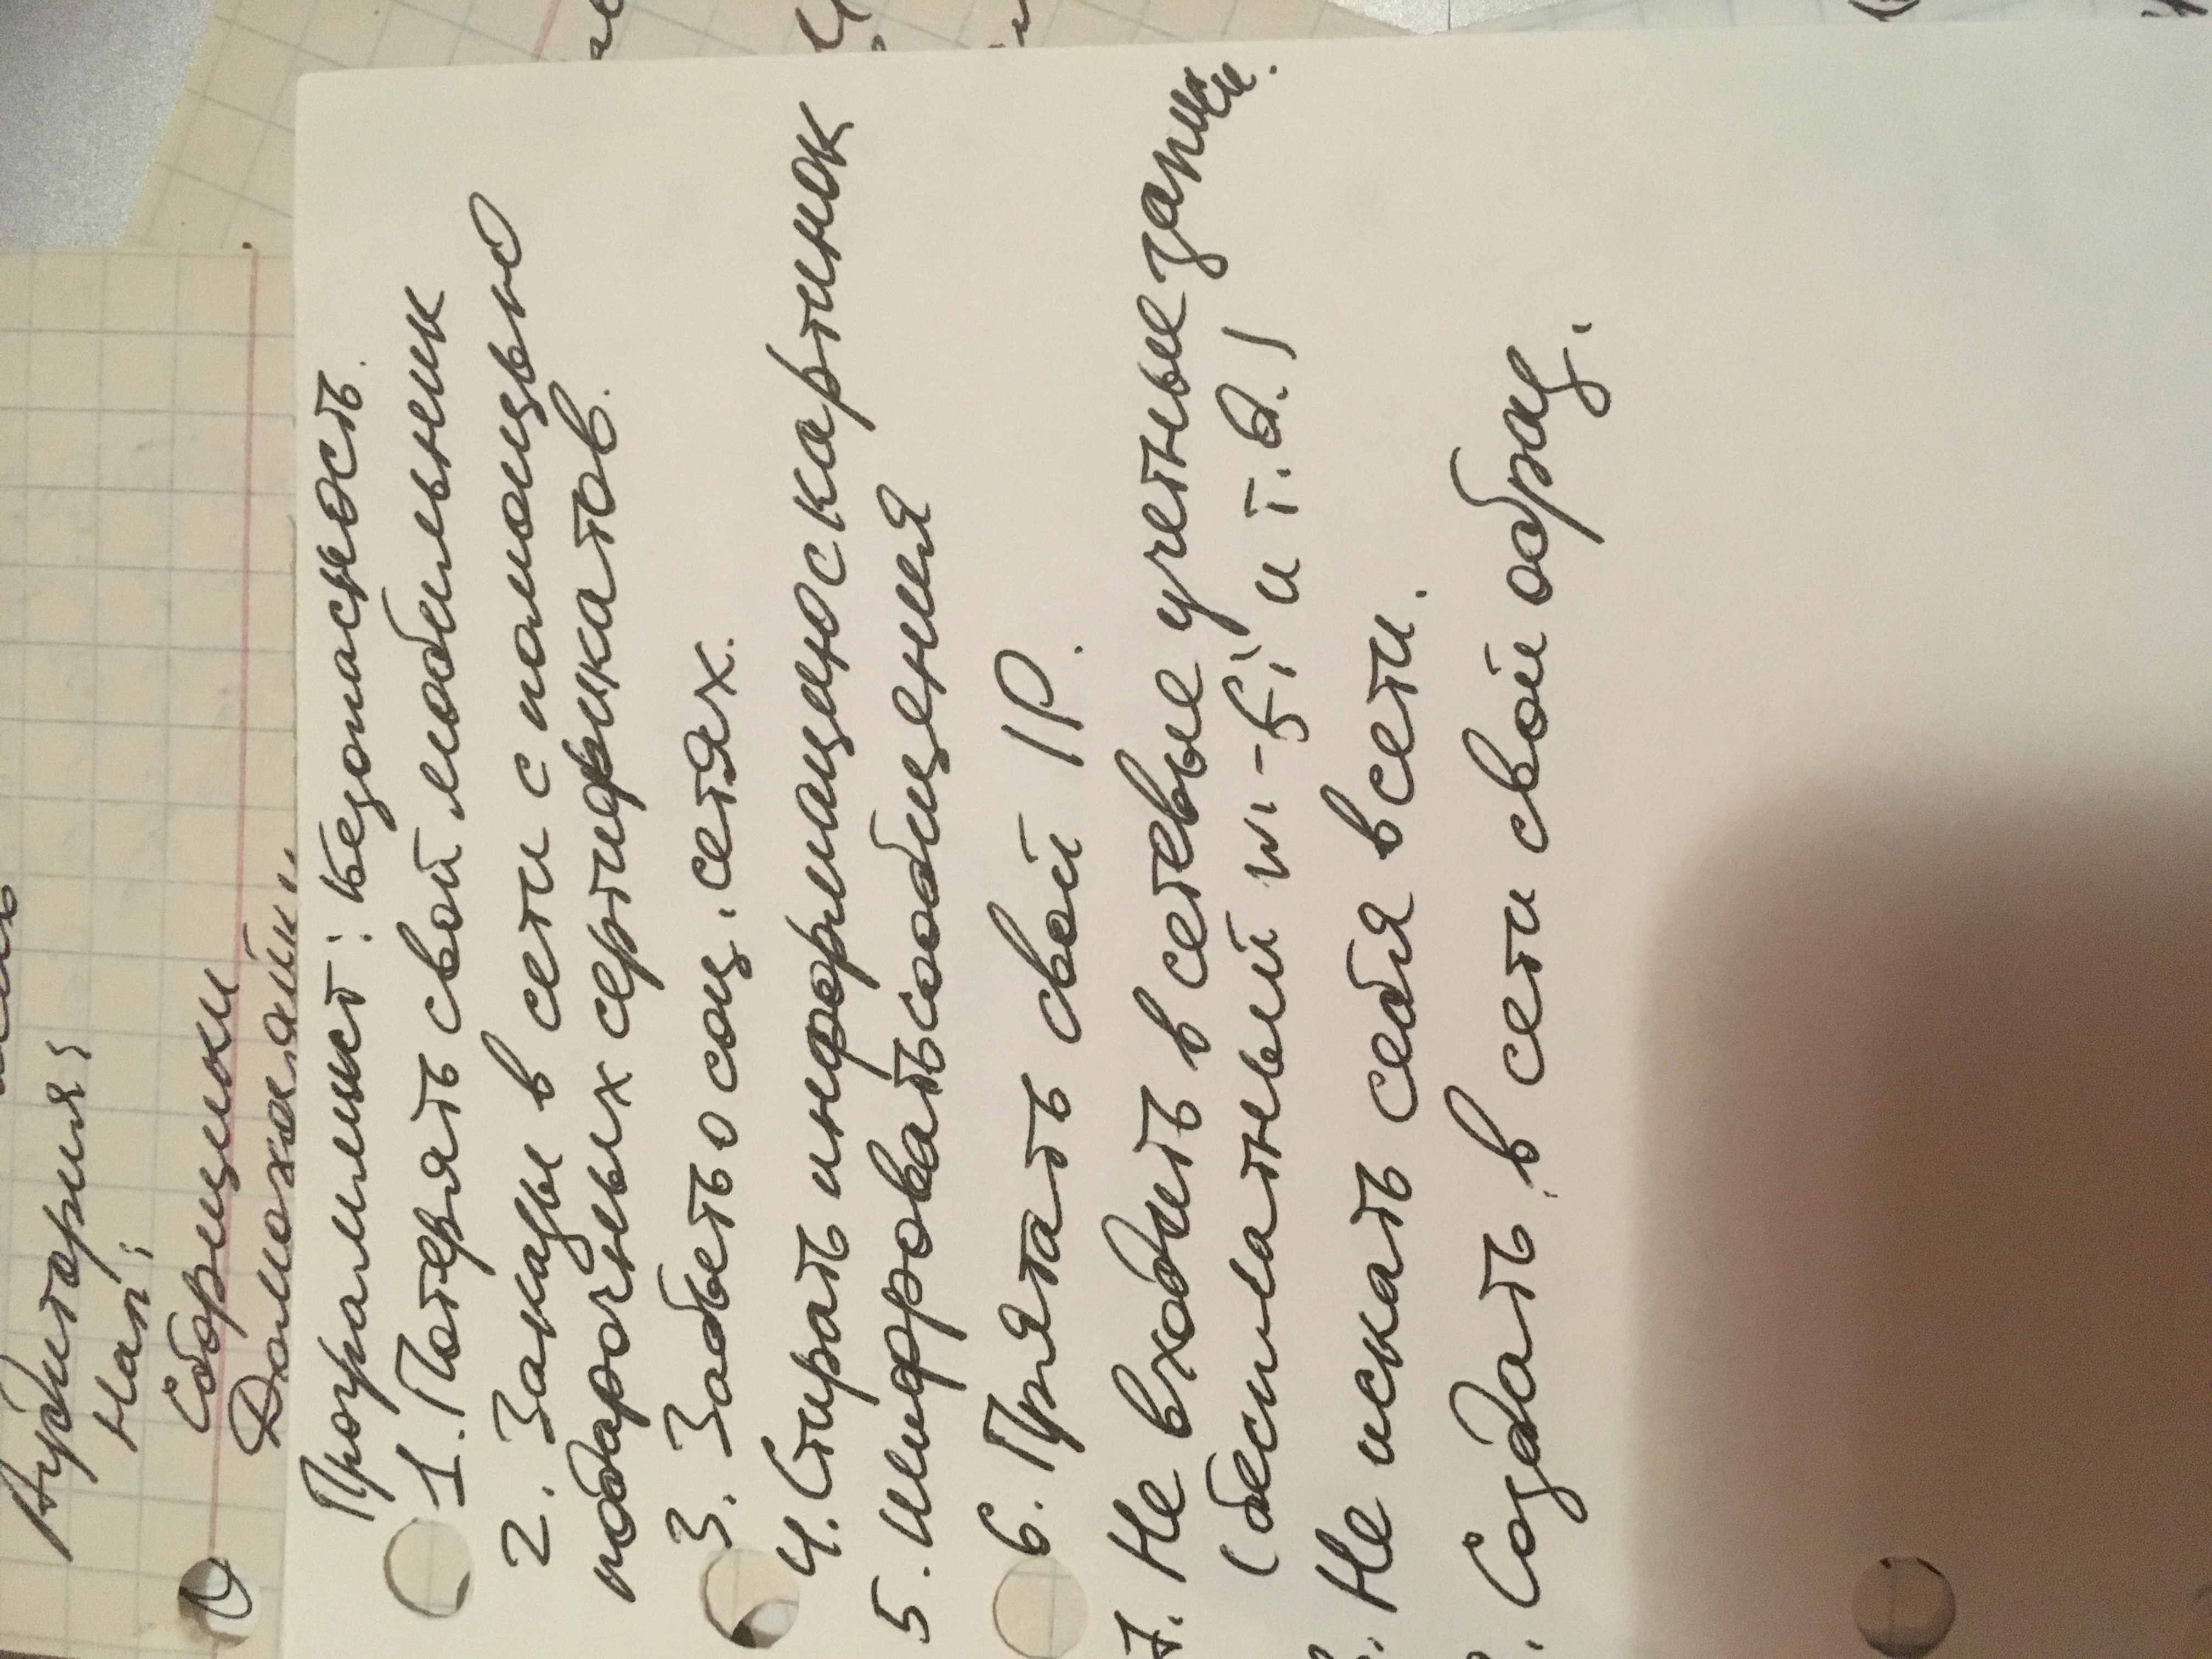 Аудитория:
Нап:
Сборщики
Домохозяйки
Программист: Безопасность.
1. Потерять свой мобильник
2. Заказы в сети с помощью
подарочных сертификатов.
3. Забыть о соц. сетях.
4. Стирать информацию с картинок
5. Шифровать сообщения
6. Прятать свой IP.
7. Не входить в сетевые учетные записи.
(бесплатный wi-fi и т.д.)
. Не искать себя в сети.
. Создать в сети свой образ.